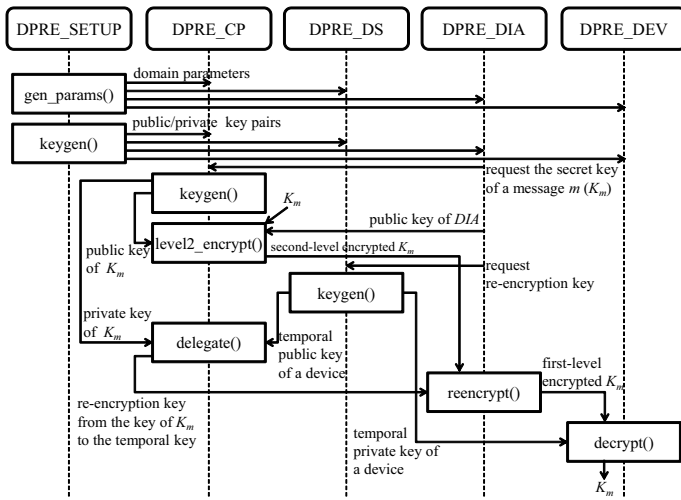 DPRE_SETUP
DPRE_CP
DPRE_DS
DPRE_DIA
DPRE_DEV
domain parameters
gen_params()
public/private key pairs
keygen()
request the secret key
of a message m (Km)
keygen()
Km
public key of DIA
level2_encrypt()
second-level encrypted Km
public key
of Km
request
re-encryption key
keygen()
private key
of Km
delegate()
temporal
public key
of a device
first-level
encrypted Km
reencrypt()
re-encryption key
from the key of Km
to the temporal key
temporal
private key of
a device
decrypt()
Km